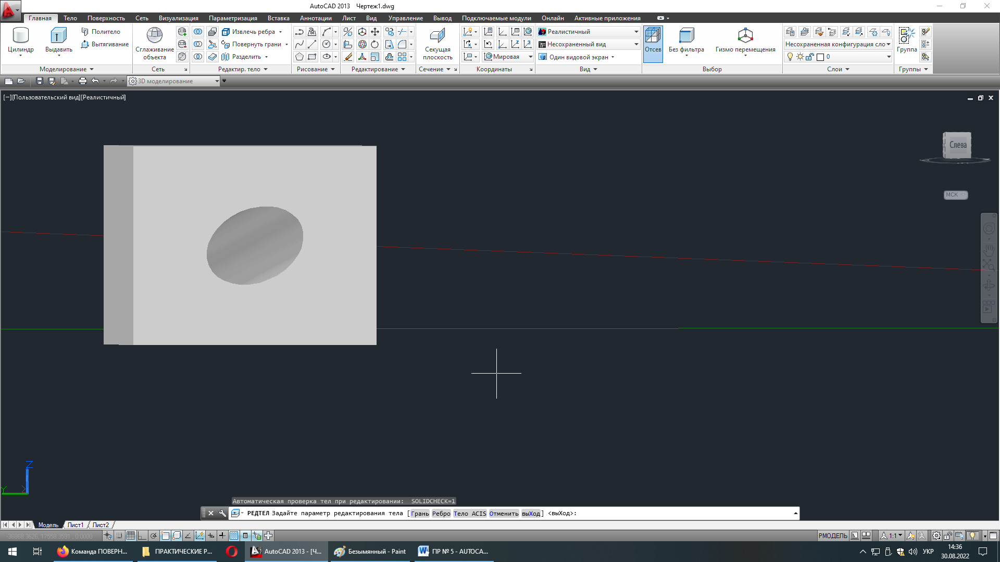 AutoCAD 2013 Чертеж1.dwg
Главная Тело Поверхность Сеть Визуализация Параметризация Вставка Аннотации Лист Вид Управление Вывод Подключаемые модули Онлайн Активные приложения
Цилиндр
Выдавить
Политело
Вытягивание
Сглаживание
объекта
Извлечь ребра
Повернуть грани
Разделить
Секущая
плоскость
Мировая
Реалистичный
Несохраненный вид
Один видовой экран
Отсев
Без фильтра
Гизмо перемещения
Несохраненная конфигурация сло
0
Группа
Моделирование Сеть Редактир. тело Рисование Редактирование Сечение Координаты Вид Выбор Слои Группы
3D моделирование
[−][Пользовательский вид][Реалистичный]
Слева
МСК
Z
Y
X
Автоматическая проверка тел при редактировании: SOLIDCHECK=1
РЕДТЕЛ Задайте параметр редактирования тела [Грань Ребро Тело ACIS Отменить выХод] <выХод>:
Модель Лист1 Лист2
-36868.3626, 17558.3591, 0.0000
РМОДЕЛЬ 1:1
Команда ПОВЕРН...
ПРАКТИЧЕСКИЕ Р...
AutoCAD 2013 - [Ч...
Безымянный - Paint
ПР № 5 - AUTOCA...
УКР
14:36
30.08.2022